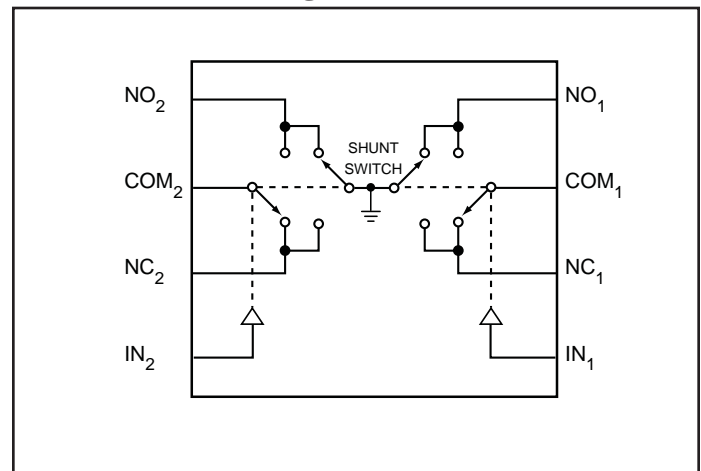 NO₂
NO₁
SHUNT
SWITCH
COM₂
COM₁
NC₂
NC₁
IN₂
IN₁